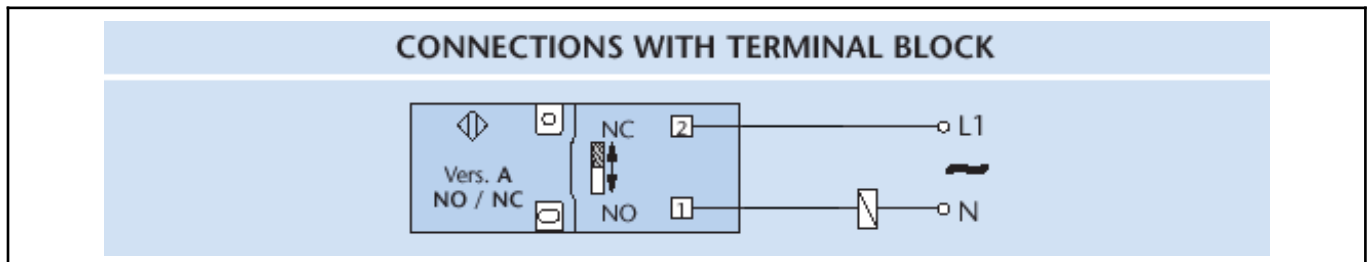 CONNECTIONS WITH TERMINAL BLOCK
NC 2 L1
Vers. A
NO / NC
NO 1 N